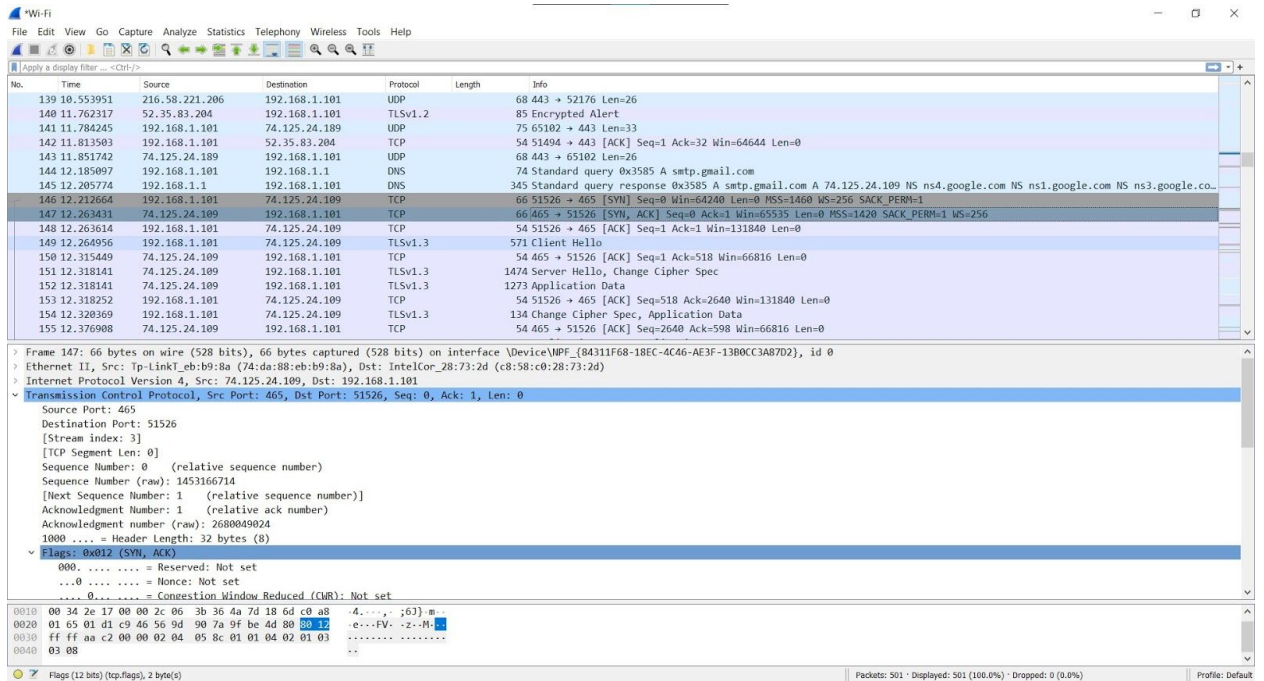 *Wi-Fi
File Edit View Go Capture Analyze Statistics Telephony Wireless Tools Help
Apply a display filter ... <Ctrl-/>
No. Time Source Destination Protocol Length Info
139 10.553951 216.58.221.206 192.168.1.101 UDP 68 443 → 52176 Len=26
140 11.762317 52.35.83.204 192.168.1.101 TLSv1.2 85 Encrypted Alert
141 11.784245 192.168.1.101 74.125.24.189 UDP 75 65102 → 443 Len=33
142 11.813503 192.168.1.101 52.35.83.204 TCP 54 51494 → 443 [ACK] Seq=1 Ack=32 Win=64644 Len=0
143 11.851742 74.125.24.189 192.168.1.101 UDP 68 443 → 65102 Len=26
144 12.185097 192.168.1.101 192.168.1.1 DNS 74 Standard query 0x3585 A smtp.gmail.com
145 12.205774 192.168.1.1 192.168.1.101 DNS 345 Standard query response 0x3585 A smtp.gmail.com A 74.125.24.109 NS ns4.google.com NS ns1.google.com NS ns3.google.co...
146 12.212664 192.168.1.101 74.125.24.109 TCP 66 51526 → 465 [SYN] Seq=0 Win=64240 Len=0 MSS=1460 WS=256 SACK_PERM=1
147 12.263431 74.125.24.109 192.168.1.101 TCP 66 465 → 51526 [SYN, ACK] Seq=0 Ack=1 Win=65535 Len=0 MSS=1420 SACK_PERM=1 WS=256
148 12.263614 192.168.1.101 74.125.24.109 TCP 54 51526 → 465 [ACK] Seq=1 Ack=1 Win=131840 Len=0
149 12.264956 192.168.1.101 74.125.24.109 TLSv1.3 571 Client Hello
150 12.315449 74.125.24.109 192.168.1.101 TCP 54 465 → 51526 [ACK] Seq=1 Ack=518 Win=66816 Len=0
151 12.318141 74.125.24.109 192.168.1.101 TLSv1.3 1474 Server Hello, Change Cipher Spec
152 12.318141 74.125.24.109 192.168.1.101 TLSv1.3 1273 Application Data
153 12.318252 192.168.1.101 74.125.24.109 TCP 54 51526 → 465 [ACK] Seq=518 Ack=2640 Win=131840 Len=0
154 12.320369 192.168.1.101 74.125.24.109 TLSv1.3 134 Change Cipher Spec, Application Data
155 12.376908 74.125.24.109 192.168.1.101 TCP 54 465 → 51526 [ACK] Seq=2640 Ack=598 Win=66816 Len=0
Frame 147: 66 bytes on wire (528 bits), 66 bytes captured (528 bits) on interface \Device\NPF_{84311F68-18EC-4C46-AE3F-13B0CC3A87D2}, id 0
Ethernet II, Src: Tp-LinkT_eb:b9:8a (74:da:88:eb:b9:8a), Dst: IntelCor_28:73:2d (c8:58:c0:28:73:2d)
Internet Protocol Version 4, Src: 74.125.24.109, Dst: 192.168.1.101
Transmission Control Protocol, Src Port: 465, Dst Port: 51526, Seq: 0, Ack: 1, Len: 0
Source Port: 465
Destination Port: 51526
[Stream index: 3]
[TCP Segment Len: 0]
Sequence Number: 0 (relative sequence number)
Sequence Number (raw): 1453166714
[Next Sequence Number: 1 (relative sequence number)]
Acknowledgment Number: 1 (relative ack number)
Acknowledgment number (raw): 2680049024
1000 .... = Header Length: 32 bytes (8)
Flags: 0x012 (SYN, ACK)
000. .... .... = Reserved: Not set
...0 .... .... = Nonce: Not set
.... 0... .... = Congestion Window Reduced (CWR): Not set
0010 00 34 2e 17 00 00 2c 06 3b 36 4a 7d 18 6d c0 a8 ·4.···,· ;6J}·m··
0020 01 65 01 d1 c9 46 56 9d 90 7a 9f be 4d 80 80 12 ·e···FV· ·z··M···
0030 ff ff aa c2 00 00 02 04 05 8c 01 01 04 02 01 03 ········ ········
0040 03 08 ··
Flags (12 bits) (tcp.flags), 2 byte(s) Packets: 501 · Displayed: 501 (100.0%) · Dropped: 0 (0.0%) Profile: Default